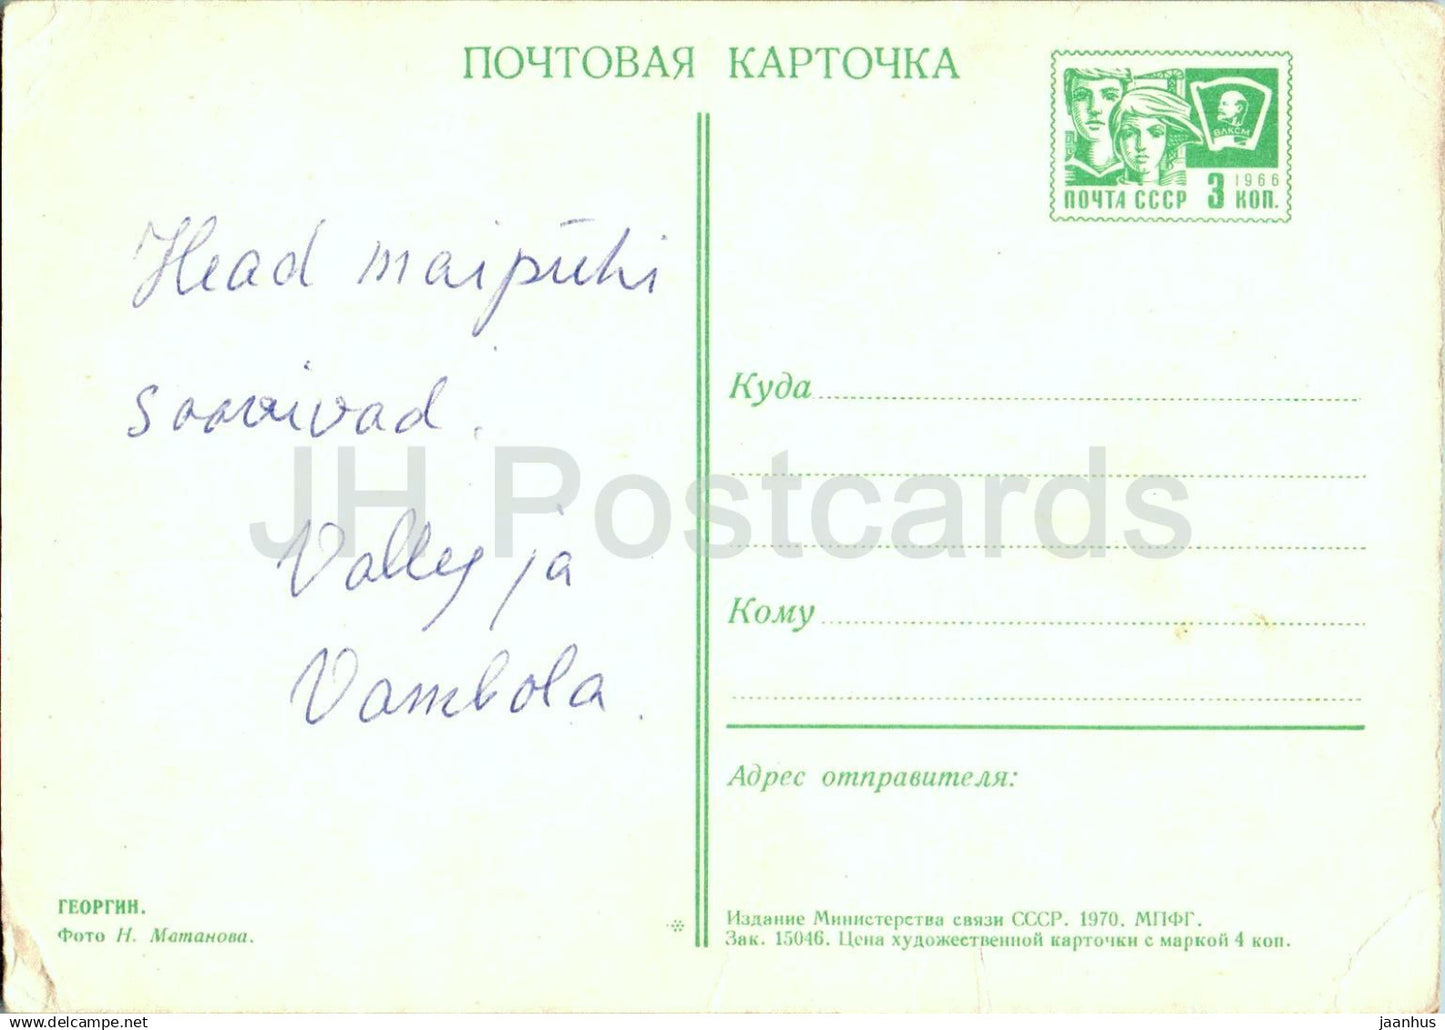 ПОЧТОВАЯ КАРТОЧКА
ВЛКСМ
1966
ПОЧТА СССР 3 КОП.
Head maipühi
soovivad.
Valley ja
Vambola.
Куда
Кому
Адрес отправителя:
ГЕОРГИН.
Фото Н. Матанова.
Издание Министерства связи СССР. 1970. МПФГ.
Зак. 15046. Цена художественной карточки с маркой 4 коп.
JH Postcards
jaanhus